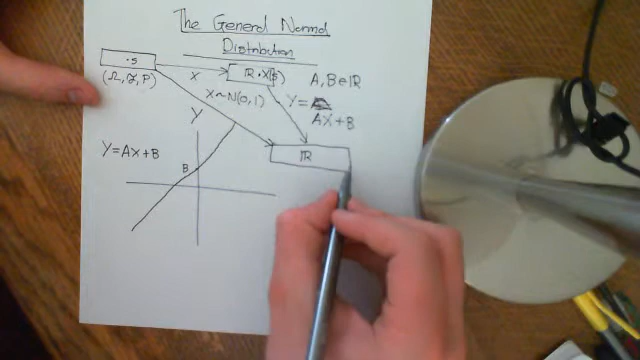 The General Normal
Distribution
·s
X
ℝ ·X(s)
A, B∈ℝ
(Ω, ℱ, P)
X~N(0,1)
Y=
AX+B
Y
Y=AX+B
B
ℝ